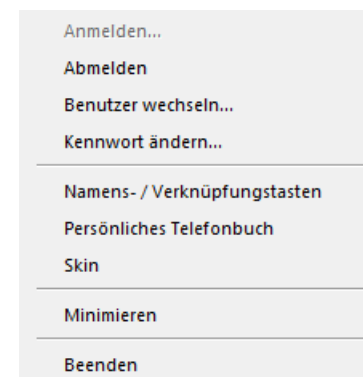 Anmelden...
Abmelden
Benutzer wechseln...
Kennwort ändern...
Namens- / Verknüpfungstasten
Persönliches Telefonbuch
Skin
Minimieren
Beenden